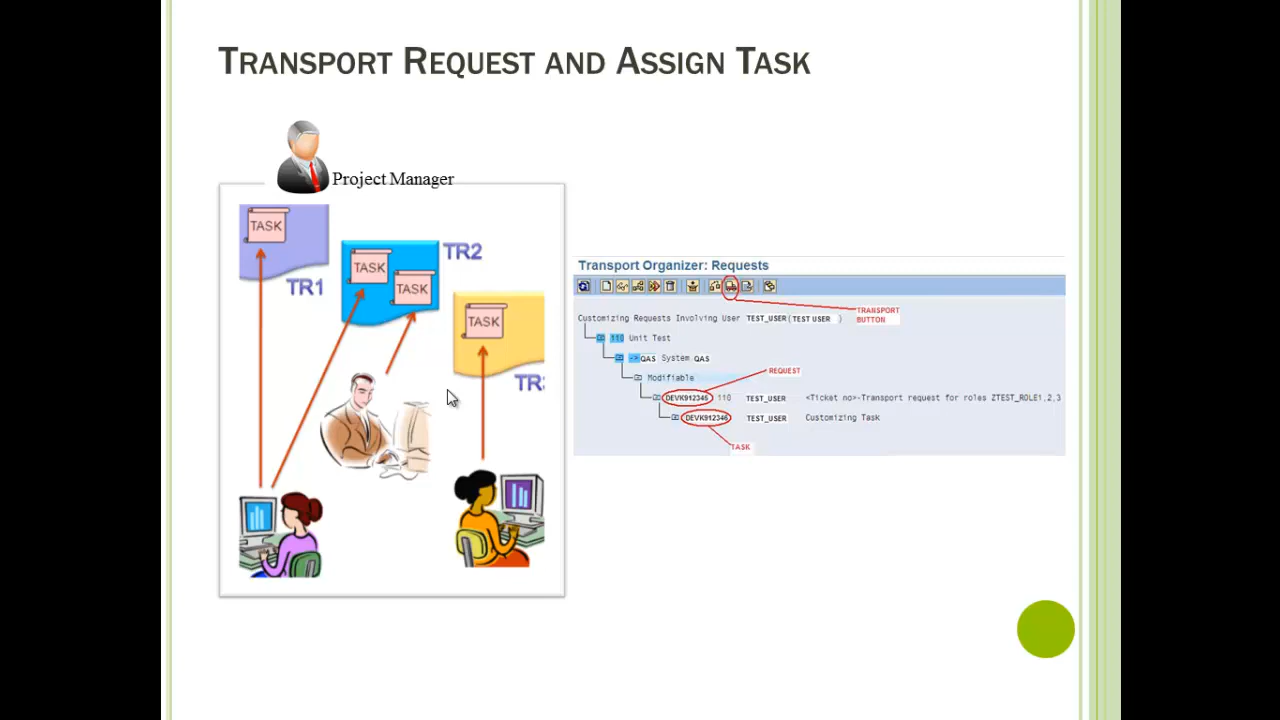 TRANSPORT REQUEST AND ASSIGN TASK
Project Manager
TASK
TR1
TASK
TASK
TR2
TASK
Transport Organizer: Requests
TRANSPORT
BUTTON
Customizing Requests Involving User TEST_USER(TEST USER )
110 Unit Test
->QAS System QAS
Modifiable
REQUEST
DEVK912345 110 TEST_USER <Ticket no>-Transport request for roles ZTEST_ROLE1,2,3
DEVK912346 TEST_USER Customizing Task
TASK